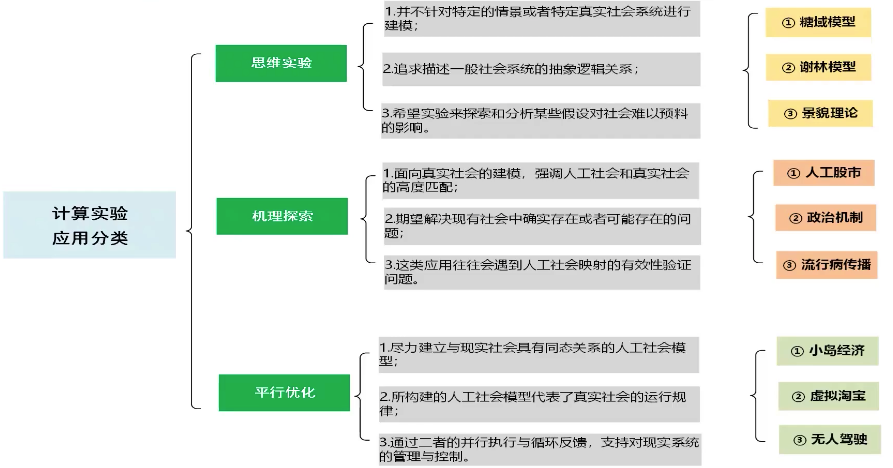 计算实验
应用分类
思维实验
1.并不针对特定的情景或者特定真实社会系统进行
建模；
2.追求描述一般社会系统的抽象逻辑关系；
3.希望实验来探索和分析某些假设对社会难以预料
的影响。
① 糖域模型
② 谢林模型
③ 景貌理论
机理探索
1.面向真实社会的建模，强调人工社会和真实社会
的高度匹配；
2.期望解决现有社会中确实存在或者可能存在的问
题；
3.这类应用往往会遇到人工社会映射的有效性验证
问题。
① 人工股市
② 政治机制
③ 流行病传播
平行优化
1.尽力建立与现实社会具有同态关系的人工社会模
型；
2.所构建的人工社会模型代表了真实社会的运行规
律；
3.通过二者的并行执行与循环反馈，支持对现实系统
的管理与控制。
① 小岛经济
② 虚拟淘宝
③ 无人驾驶